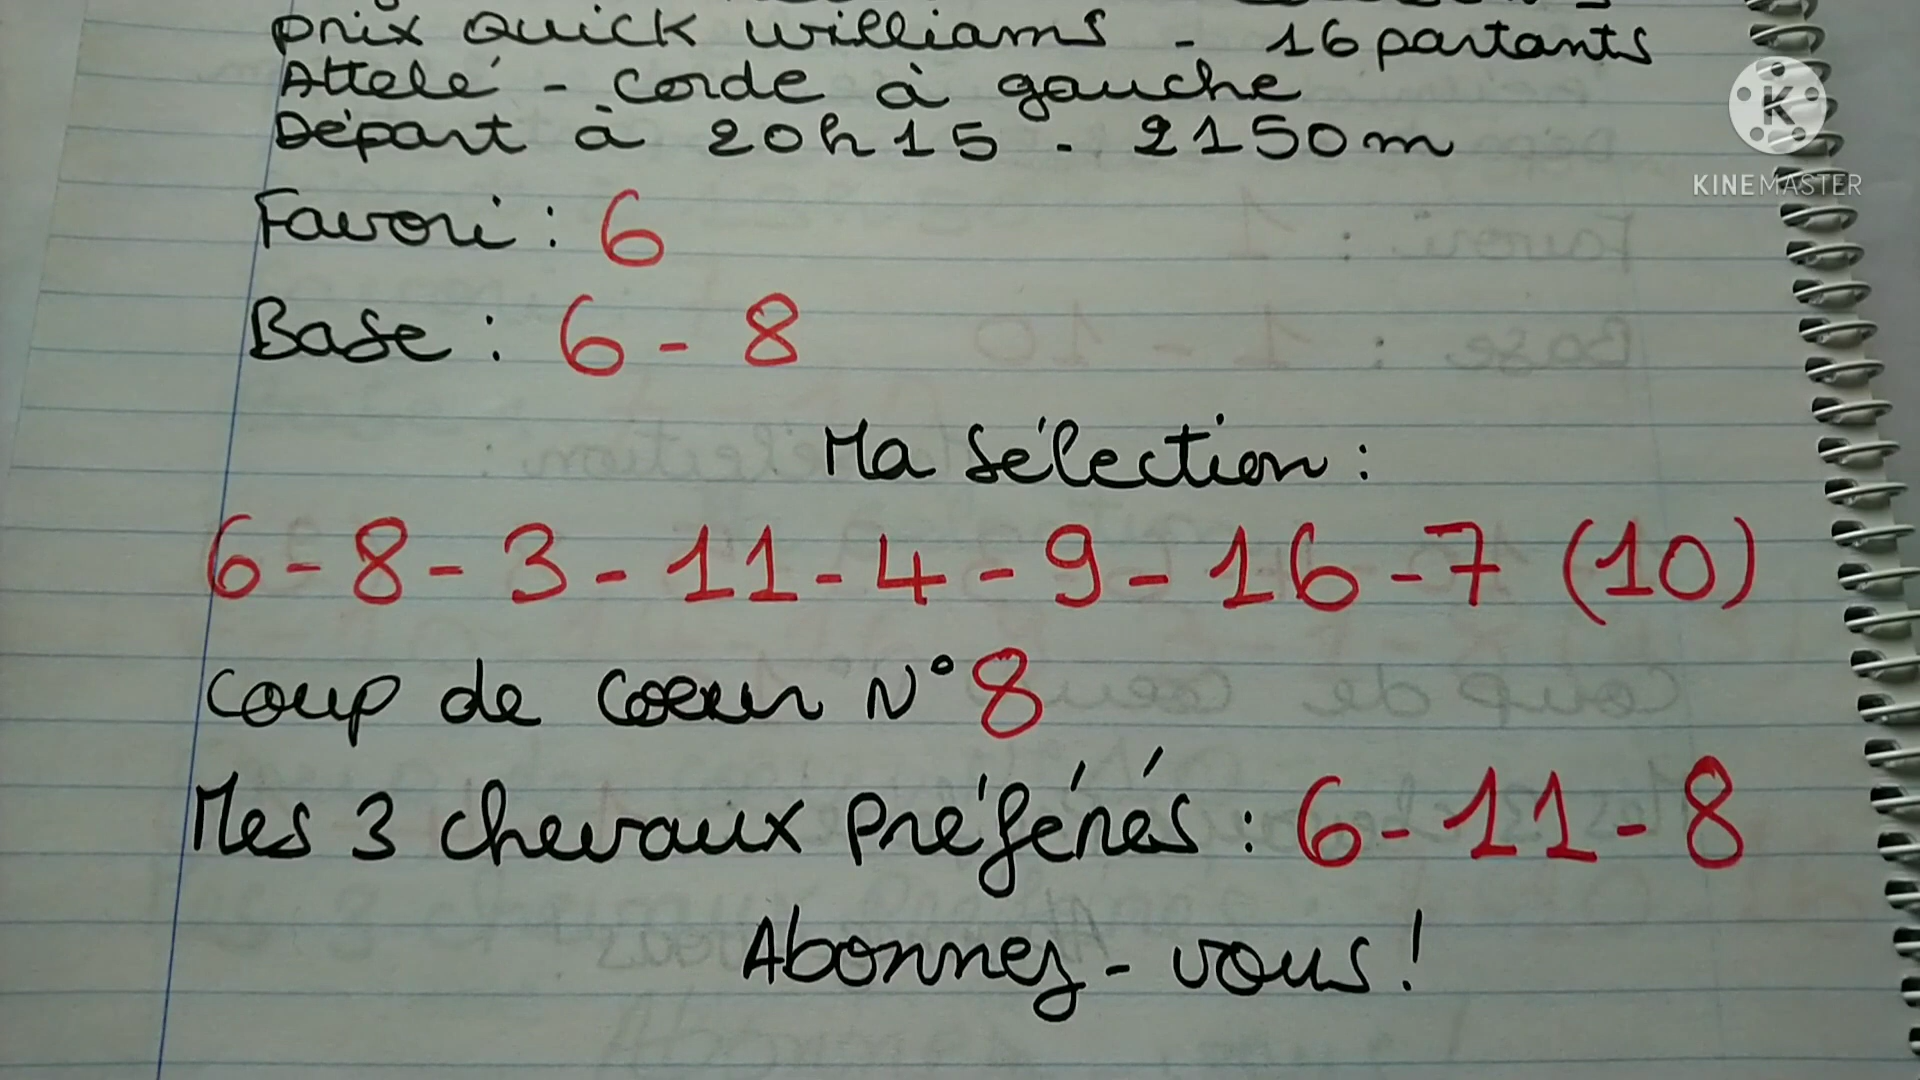 prix Quick williams - 16 partants
Attelé - corde à gauche
Départ à 20h15 - 2150m
Favori : 6
Base : 6 - 8
Ma sélection :
6 - 8 - 3 - 11 - 4 - 9 - 16 - 7 (10)
coup de coeur N° 8
Mes 3 chevaux préférés : 6 - 11 - 8
Abonnez - vous !
KINEMASTER